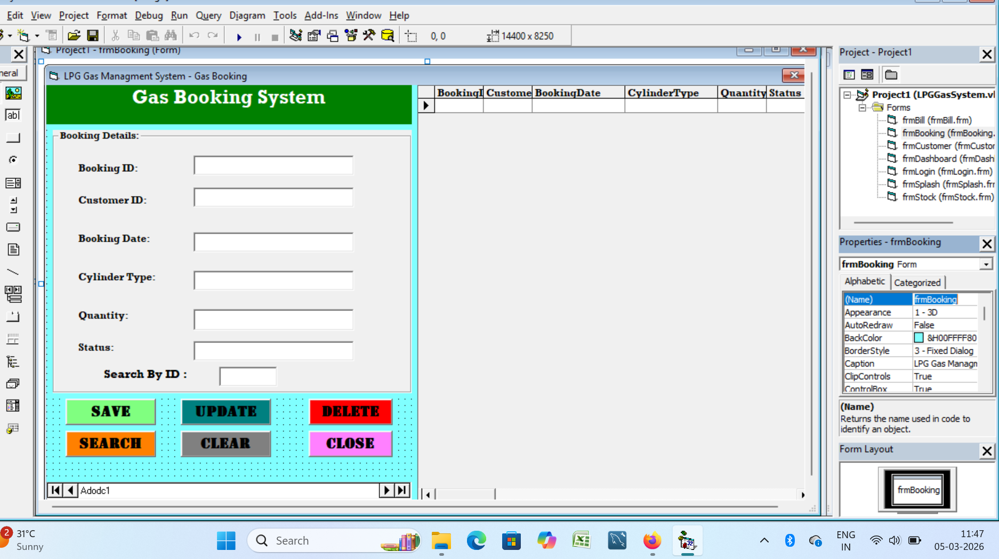 Edit View Project Format Debug Run Query Diagram Tools Add-Ins Window Help
0, 0 14400 x 8250
Project1 - frmBooking (Form)
neral
ab
LPG Gas Managment System - Gas Booking
Gas Booking System
Booking Details:
Booking ID:
Customer ID:
Booking Date:
Cylinder Type:
Quantity:
Status:
Search By ID :
SAVE UPDATE DELETE
SEARCH CLEAR CLOSE
Adodc1
BookingI Custome BookingDate CylinderType Quantity Status
Project - Project1
Project1 (LPGGasSystem.vl
Forms
frmBill (frmBill.frm)
frmBooking (frmBooking.
frmCustomer (frmCustor
frmDashboard (frmDash
frmLogin (frmLogin.frm)
frmSplash (frmSplash.frr
frmStock (frmStock.frm)
Properties - frmBooking
frmBooking Form
Alphabetic Categorized
(Name) frmBooking
Appearance 1 - 3D
AutoRedraw False
BackColor &H00FFFF80
BorderStyle 3 - Fixed Dialog
Caption LPG Gas Managn
ClipControls True
ControlBox True
(Name)
Returns the name used in code to
identify an object.
Form Layout
frmBooking
2
31°C
Sunny
Search
32
ENG
IN
11:47
05-03-2026